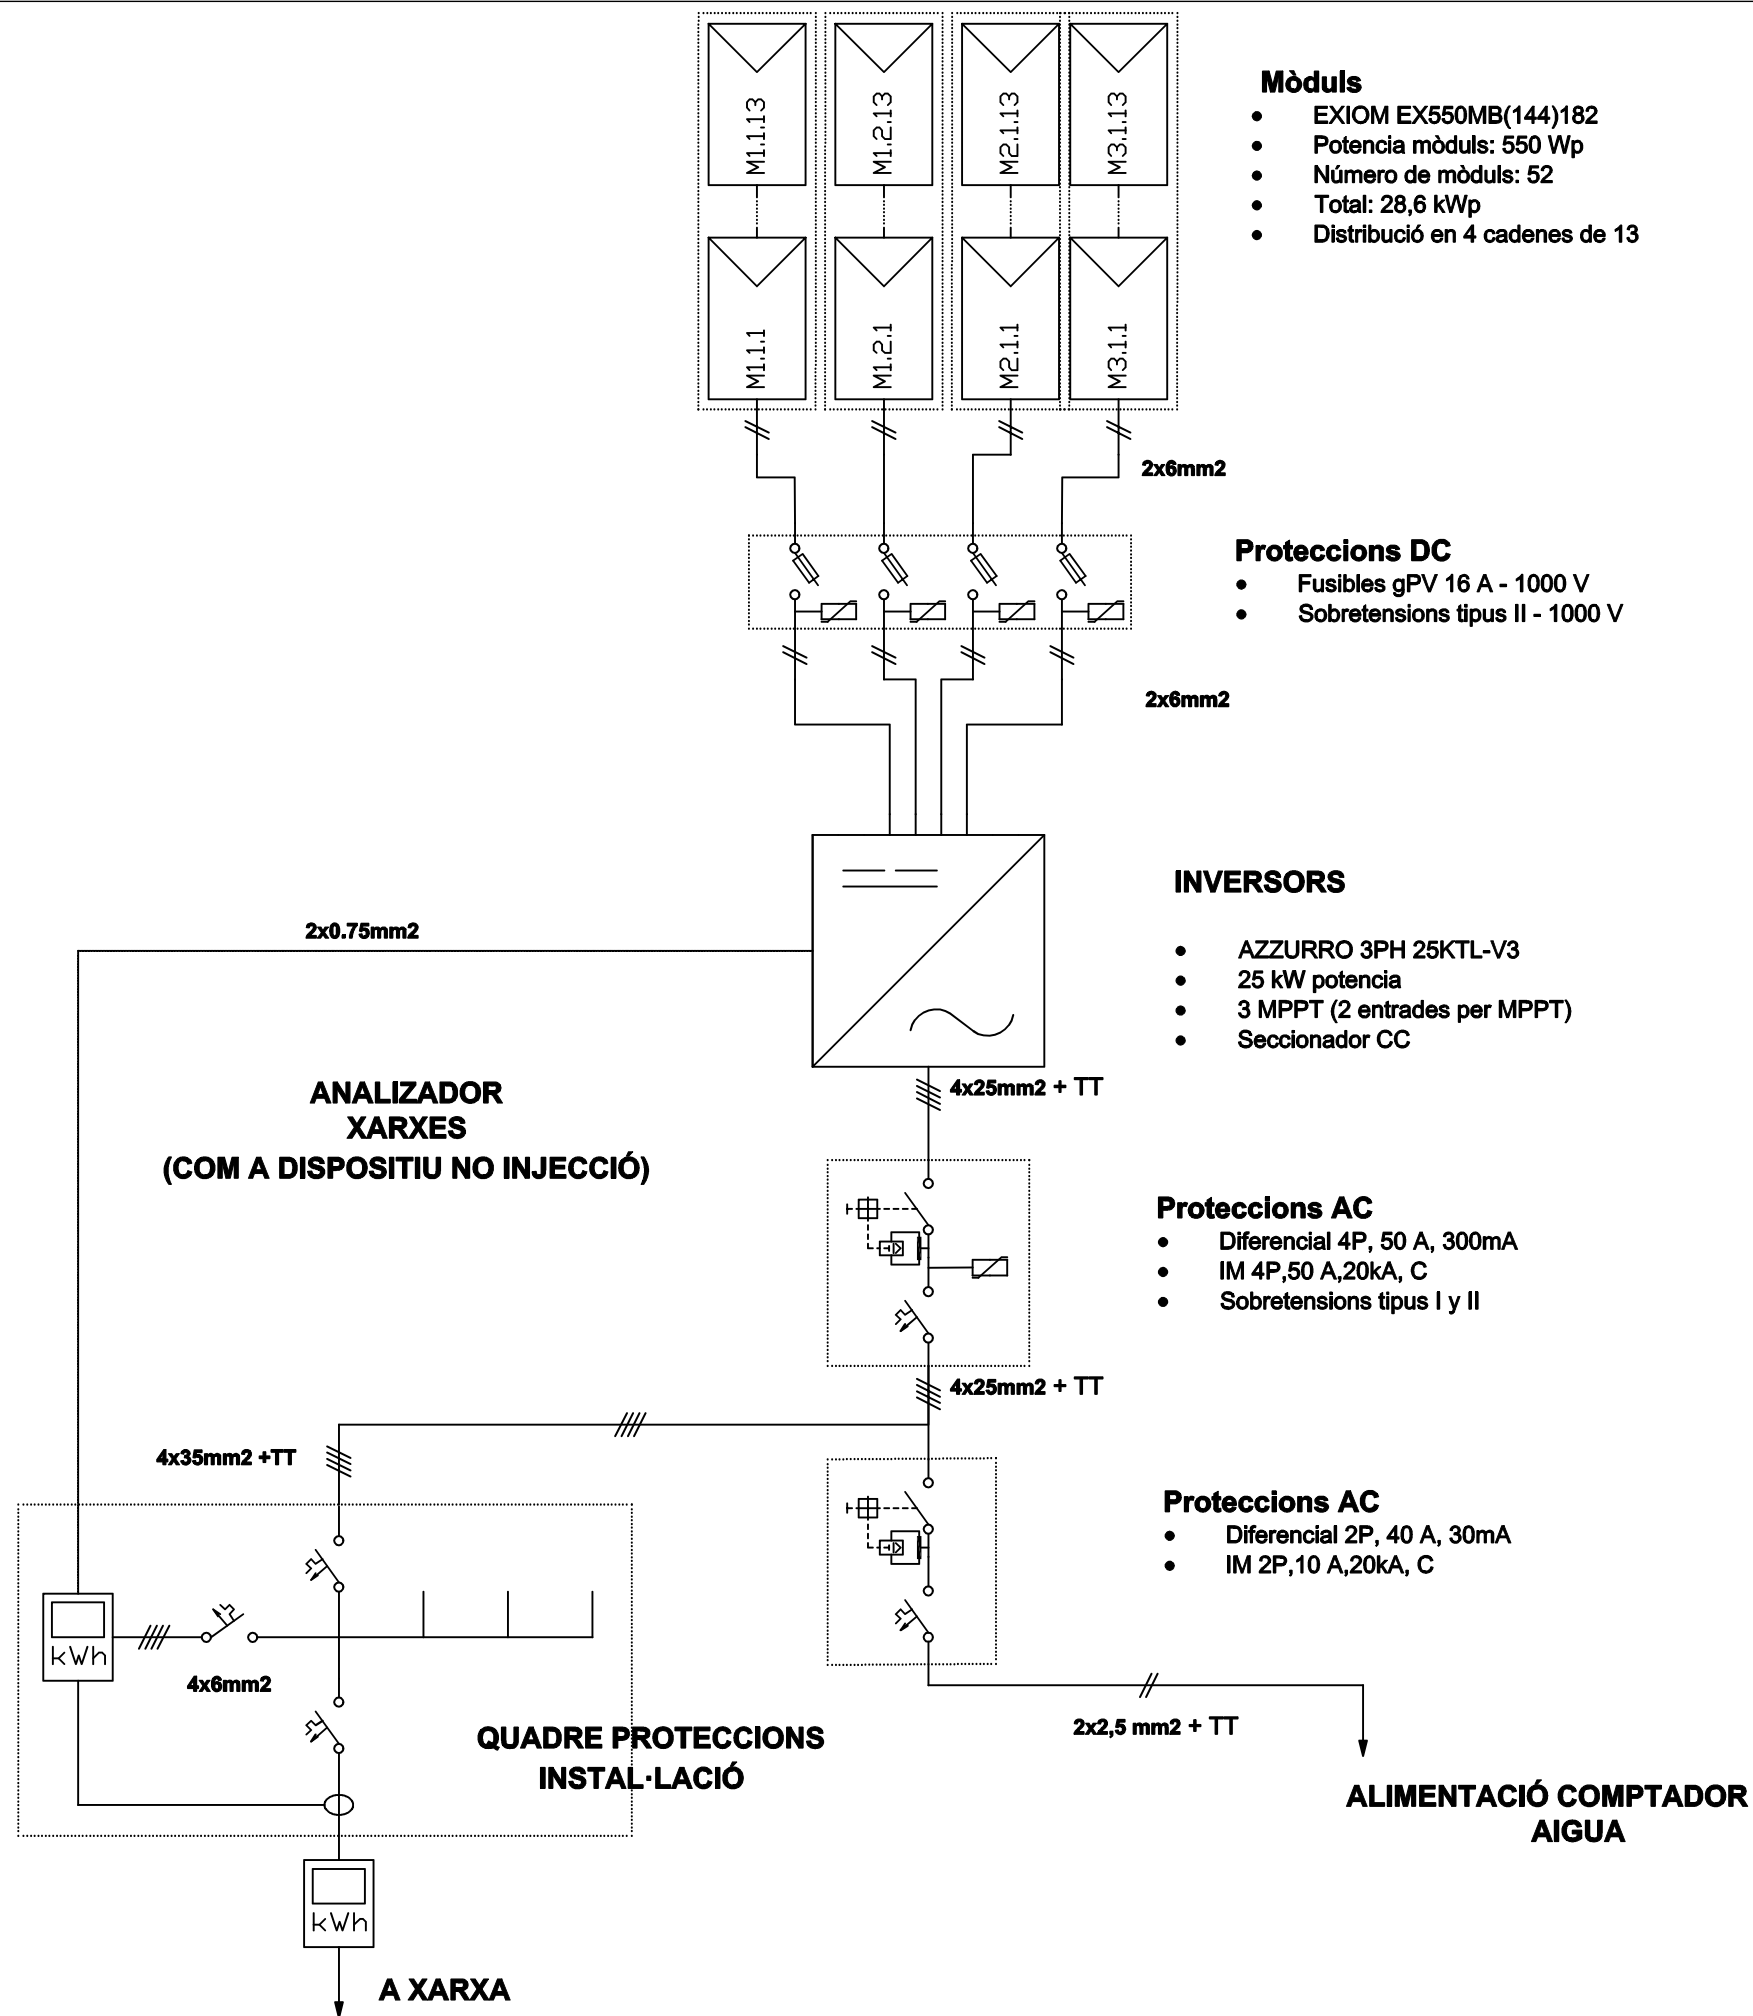 M1.1.13
M1.2.13
M2.1.13
M3.1.13
Mòduls
• EXIOM EX550MB(144)182
• Potencia mòduls: 550 Wp
• Número de mòduls: 52
• Total: 28,6 kWp
• Distribució en 4 cadenes de 13
M1.1.1
M1.2.1
M2.1.1
M3.1.1
2x6mm2
Proteccions DC
• Fusibles gPV 16 A - 1000 V
• Sobretensions tipus II - 1000 V
2x6mm2
INVERSORS
• AZZURRO 3PH 25KTL-V3
• 25 kW potencia
• 3 MPPT (2 entrades per MPPT)
• Seccionador CC
2x0.75mm2
4x25mm2 + TT
ANALIZADOR
XARXES
(COM A DISPOSITIU NO INJECCIÓ)
Proteccions AC
• Diferencial 4P, 50 A, 300mA
• IM 4P,50 A,20kA, C
• Sobretensions tipus I y II
4x25mm2 + TT
4x35mm2 +TT
Proteccions AC
• Diferencial 2P, 40 A, 30mA
• IM 2P,10 A,20kA, C
kWh
4x6mm2
QUADRE PROTECCIONS
INSTAL·LACIÓ
2x2,5 mm2 + TT
ALIMENTACIÓ COMPTADOR
AIGUA
kWh
A XARXA